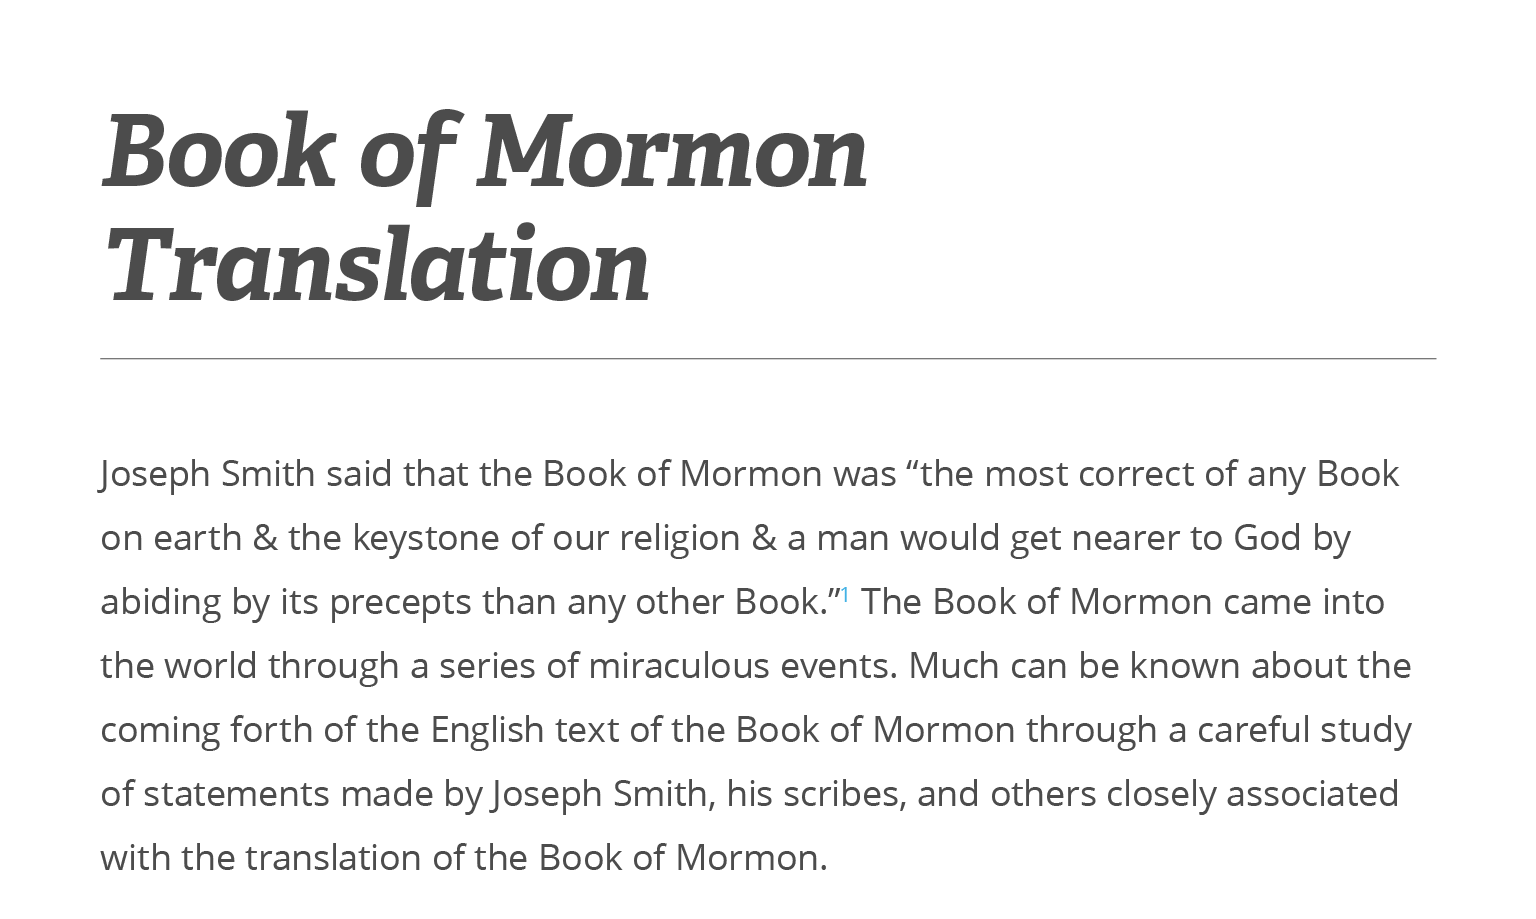 Book of Mormon
Translation
Joseph Smith said that the Book of Mormon was “the most correct of any Book
on earth & the keystone of our religion & a man would get nearer to God by
abiding by its precepts than any other Book.”1 The Book of Mormon came into
the world through a series of miraculous events. Much can be known about the
coming forth of the English text of the Book of Mormon through a careful study
of statements made by Joseph Smith, his scribes, and others closely associated
with the translation of the Book of Mormon.